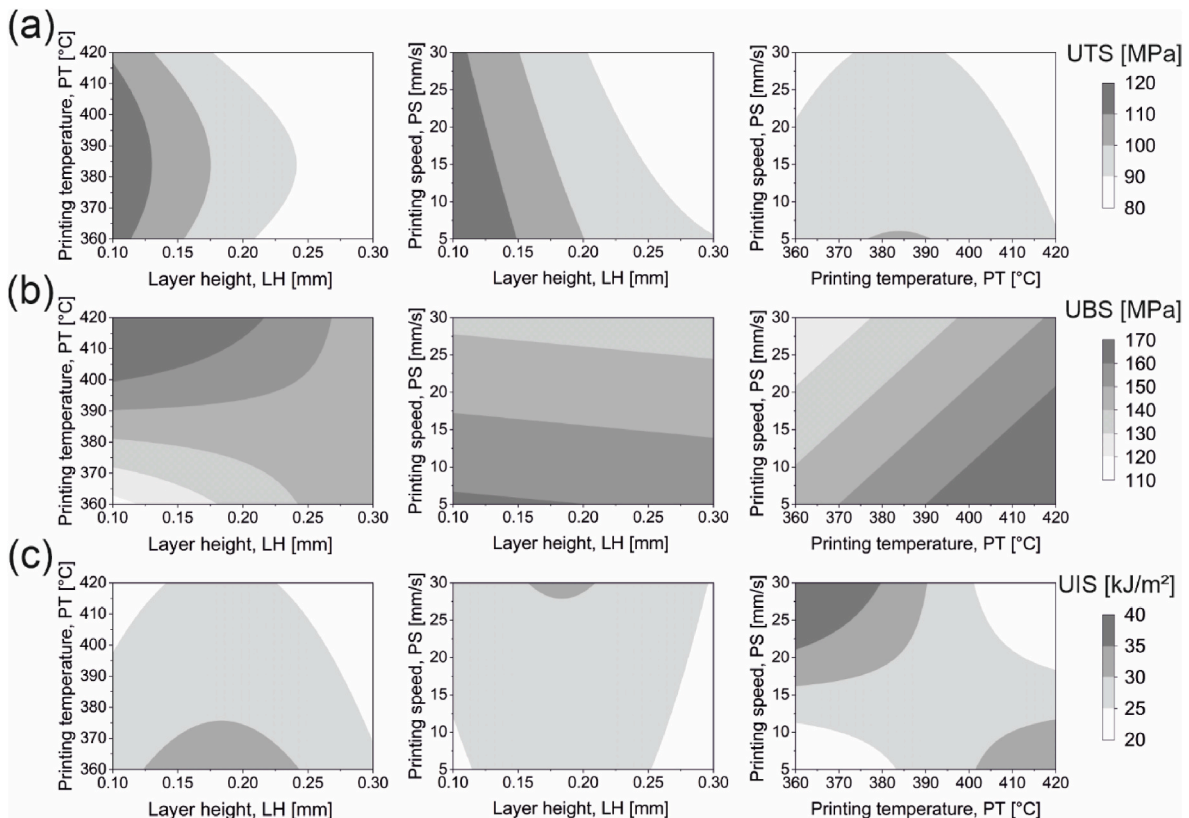 (a)
Printing temperature, PT [°C]
420
410
400
390
380
370
360
0.10 0.15 0.20 0.25 0.30
Layer height, LH [mm]
Printing speed, PS [mm/s]
30
25
20
15
10
5
0.10 0.15 0.20 0.25 0.30
Layer height, LH [mm]
Printing speed, PS [mm/s]
30
25
20
15
10
5
360 370 380 390 400 410 420
Printing temperature, PT [°C]
UTS [MPa]
120
110
100
90
80
(b)
Printing temperature, PT [°C]
420
410
400
390
380
370
360
0.10 0.15 0.20 0.25 0.30
Layer height, LH [mm]
Printing speed, PS [mm/s]
30
25
20
15
10
5
0.10 0.15 0.20 0.25 0.30
Layer height, LH [mm]
Printing speed, PS [mm/s]
30
25
20
15
10
5
360 370 380 390 400 410 420
Printing temperature, PT [°C]
UBS [MPa]
170
160
150
140
130
120
110
(c)
Printing temperature, PT [°C]
420
410
400
390
380
370
360
0.10 0.15 0.20 0.25 0.30
Layer height, LH [mm]
Printing speed, PS [mm/s]
30
25
20
15
10
5
0.10 0.15 0.20 0.25 0.30
Layer height, LH [mm]
Printing speed, PS [mm/s]
30
25
20
15
10
5
360 370 380 390 400 410 420
Printing temperature, PT [°C]
UIS [kJ/m²]
40
35
30
25
20